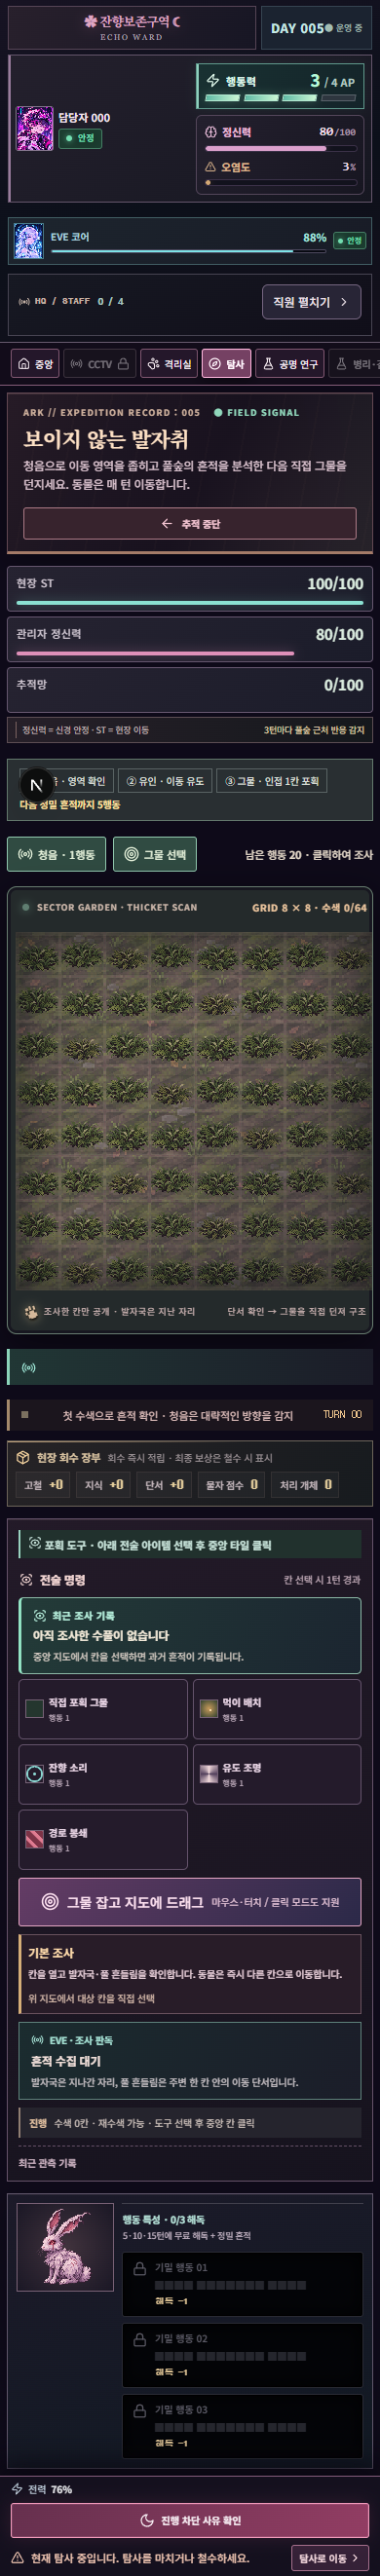 잔향보존구역
ECHO WARD
DAY 005 운영 중
담당자 000
안정
행동력 3 / 4 AP
정신력 80/100
오염도 3%
EVE 코어 88% 안정
HQ / STAFF 0 / 4
직원 펼치기
중앙 CCTV 격리실 탐사 공명 연구
ARK // EXPEDITION RECORD : 005 FIELD SIGNAL
보이지 않는 발자취
청음으로 이동 영역을 좁히고 풀숲의 흔적을 분석한 다음 직접 그물을
던지세요. 동물은 매 턴 이동합니다.
← 추적 중단
현장 ST 100/100
관리자 정신력 80/100
추적망 0/100
정신력 = 신경 안정 · ST = 현장 이동 3턴마다 풀숲 근처 반응 감지
· 영역 확인 ② 유인 · 이동 유도 ③ 그물 · 인접 1칸 포획
다음 정밀 흔적까지 5행동
청음 · 1행동 그물 선택 남은 행동 20 · 클릭하여 조사
SECTOR GARDEN · THICKET SCAN GRID 8 × 8 · 수색 0/64
조사한 칸만 공개 · 발자국은 지난 자리 단서 확인 → 그물을 직접 던져 구조
첫 수색으로 흔적 확인 · 청음은 대략적인 방향을 감지 TURN 00
현장 회수 장부 회수 즉시 적립 · 최종 보상은 철수 시 표시
고철 +0 지식 +0 단서 +0 물자 점수 0 처리 개체 0
포획 도구 · 아래 전술 아이템 선택 후 중앙 타일 클릭
전술 명령 칸 선택 시 1턴 경과
최근 조사 기록
아직 조사한 수풀이 없습니다
중앙 지도에서 칸을 선택하면 과거 흔적이 기록됩니다.
직접 포획 그물
행동 1
먹이 배치
행동 1
잔향 소리
행동 1
유도 조명
행동 1
경로 봉쇄
행동 1
그물 잡고 지도에 드래그 마우스·터치 / 클릭 모드도 지원
기본 조사
칸을 열고 발자국·풀 흔들림을 확인합니다. 동물은 즉시 다른 칸으로 이동합니다.
위 지도에서 대상 칸을 직접 선택
EVE · 조사 판독
흔적 수집 대기
발자국은 지나간 자리, 풀 흔들림은 주변 한 칸 안의 이동 단서입니다.
진행 수색 0칸 · 재수색 가능 · 도구 선택 후 중앙 칸 클릭
최근 관측 기록
행동 특성 · 0/3 해독
5·10·15턴에 무료 해독 + 정밀 흔적
기밀 행동 01
해독 -1
기밀 행동 02
해독 -1
기밀 행동 03
해독 -1
전력 76%
진행 차단 사유 확인
현재 탐사 중입니다. 탐사를 마치거나 철수하세요. 탐사로 이동 >